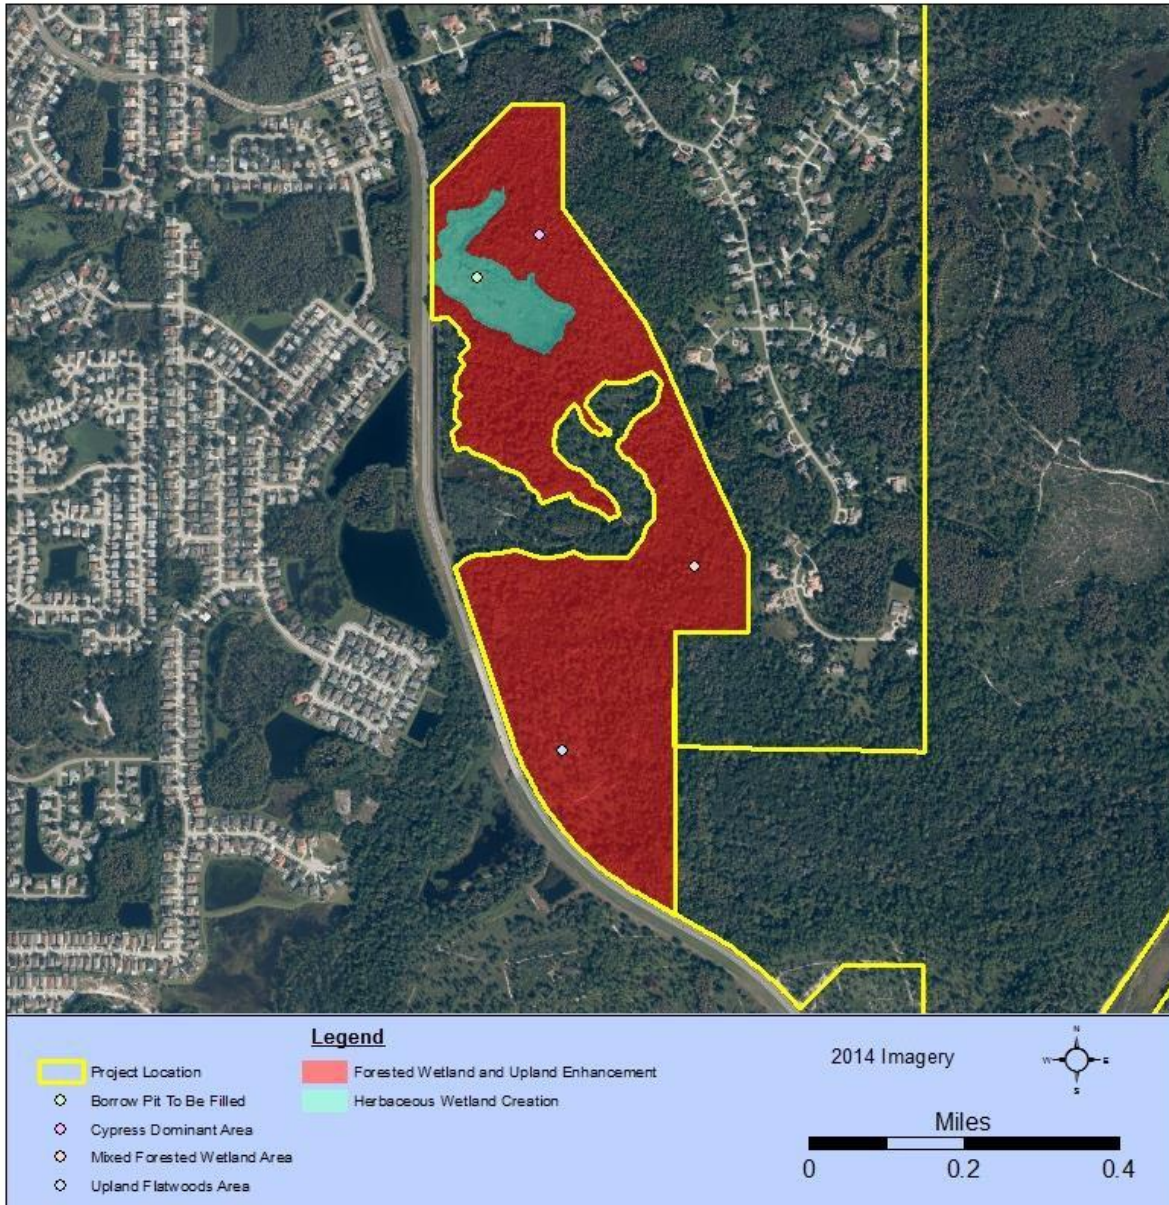 Legend
Project Location
Borrow Pit To Be Filled
Cypress Dominant Area
Mixed Forested Wetland Area
Upland Flatwoods Area
Forested Wetland and Upland Enhancement
Herbaceous Wetland Creation
2014 Imagery
N
W E
S
Miles
0 0.2 0.4